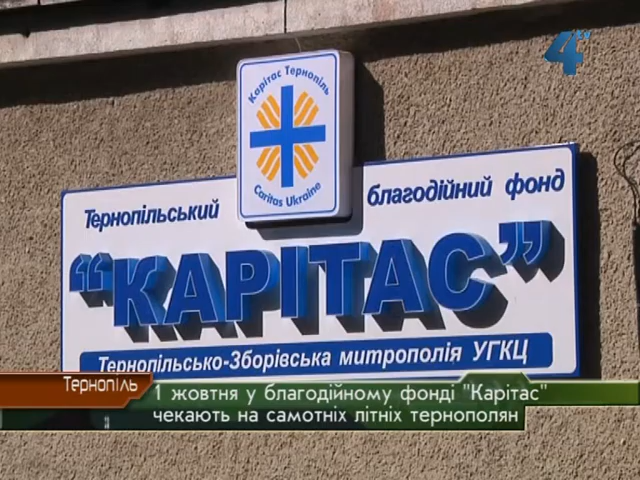 4
Карітас Тернопіль
Caritas Ukraine
Тернопільський благодійний фонд
“КАРІТАС”
Тернопільсько-Зборівська митрополія УГКЦ
Тернопіль
1 жовтня у благодійному фонді "Карітас"
чекають на самотніх літніх тернополян